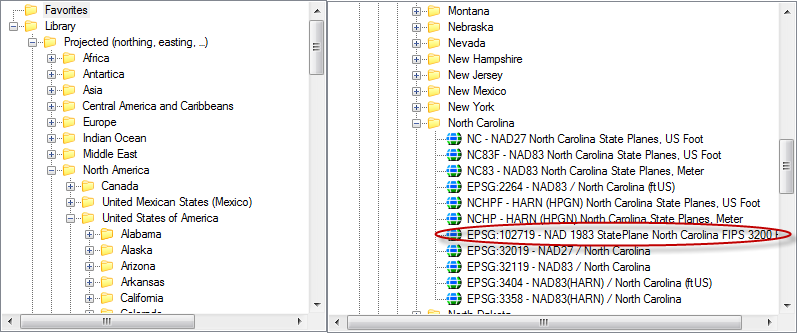 Favorites
Library
Projected (northing, easting, ...)
Africa
Antartica
Asia
Central America and Caribbeans
Europe
Indian Ocean
Middle East
North America
Canada
United Mexican States (Mexico)
United States of America
Alabama
Alaska
Arizona
Arkansas
California
Colorado
Montana
Nebraska
Nevada
New Hampshire
New Jersey
New Mexico
New York
North Carolina
NC - NAD27 North Carolina State Planes, US Foot
NC83F - NAD83 North Carolina State Planes, US Foot
NC83 - NAD83 North Carolina State Planes, Meter
EPSG:2264 - NAD83 / North Carolina (ftUS)
NCHPF - HARN (HPGN) North Carolina State Planes, US Foot
NCHP - HARN (HPGN) North Carolina State Planes, Meter
EPSG:102719 - NAD 1983 StatePlane North Carolina FIPS 3200
EPSG:32019 - NAD27 / North Carolina
EPSG:32119 - NAD83 / North Carolina
EPSG:3404 - NAD83(HARN) / North Carolina (ftUS)
EPSG:3358 - NAD83(HARN) / North Carolina
North Dakota